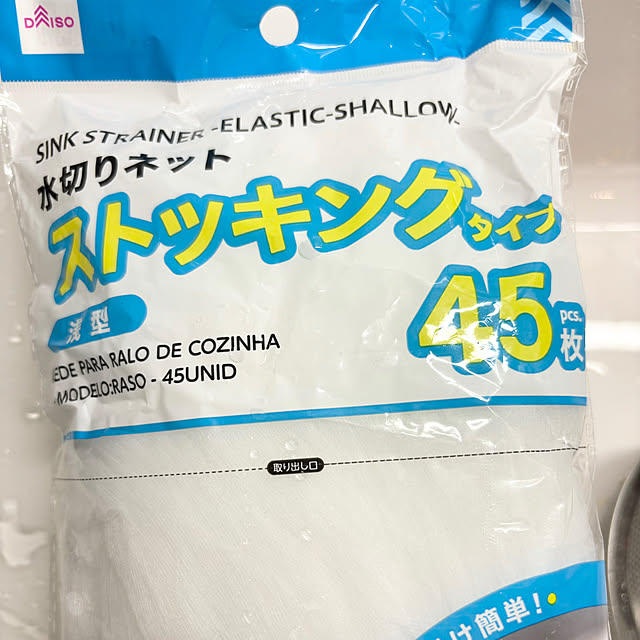 DAISO
SINK STRAINER -ELASTIC-SHALLOW
水切りネット
ストッキングタイプ
浅型
45 pcs. 枚
EDE PARA RALO DE COZINHA
MODELO:RASO - 45UNID
取り出し口
け簡単!